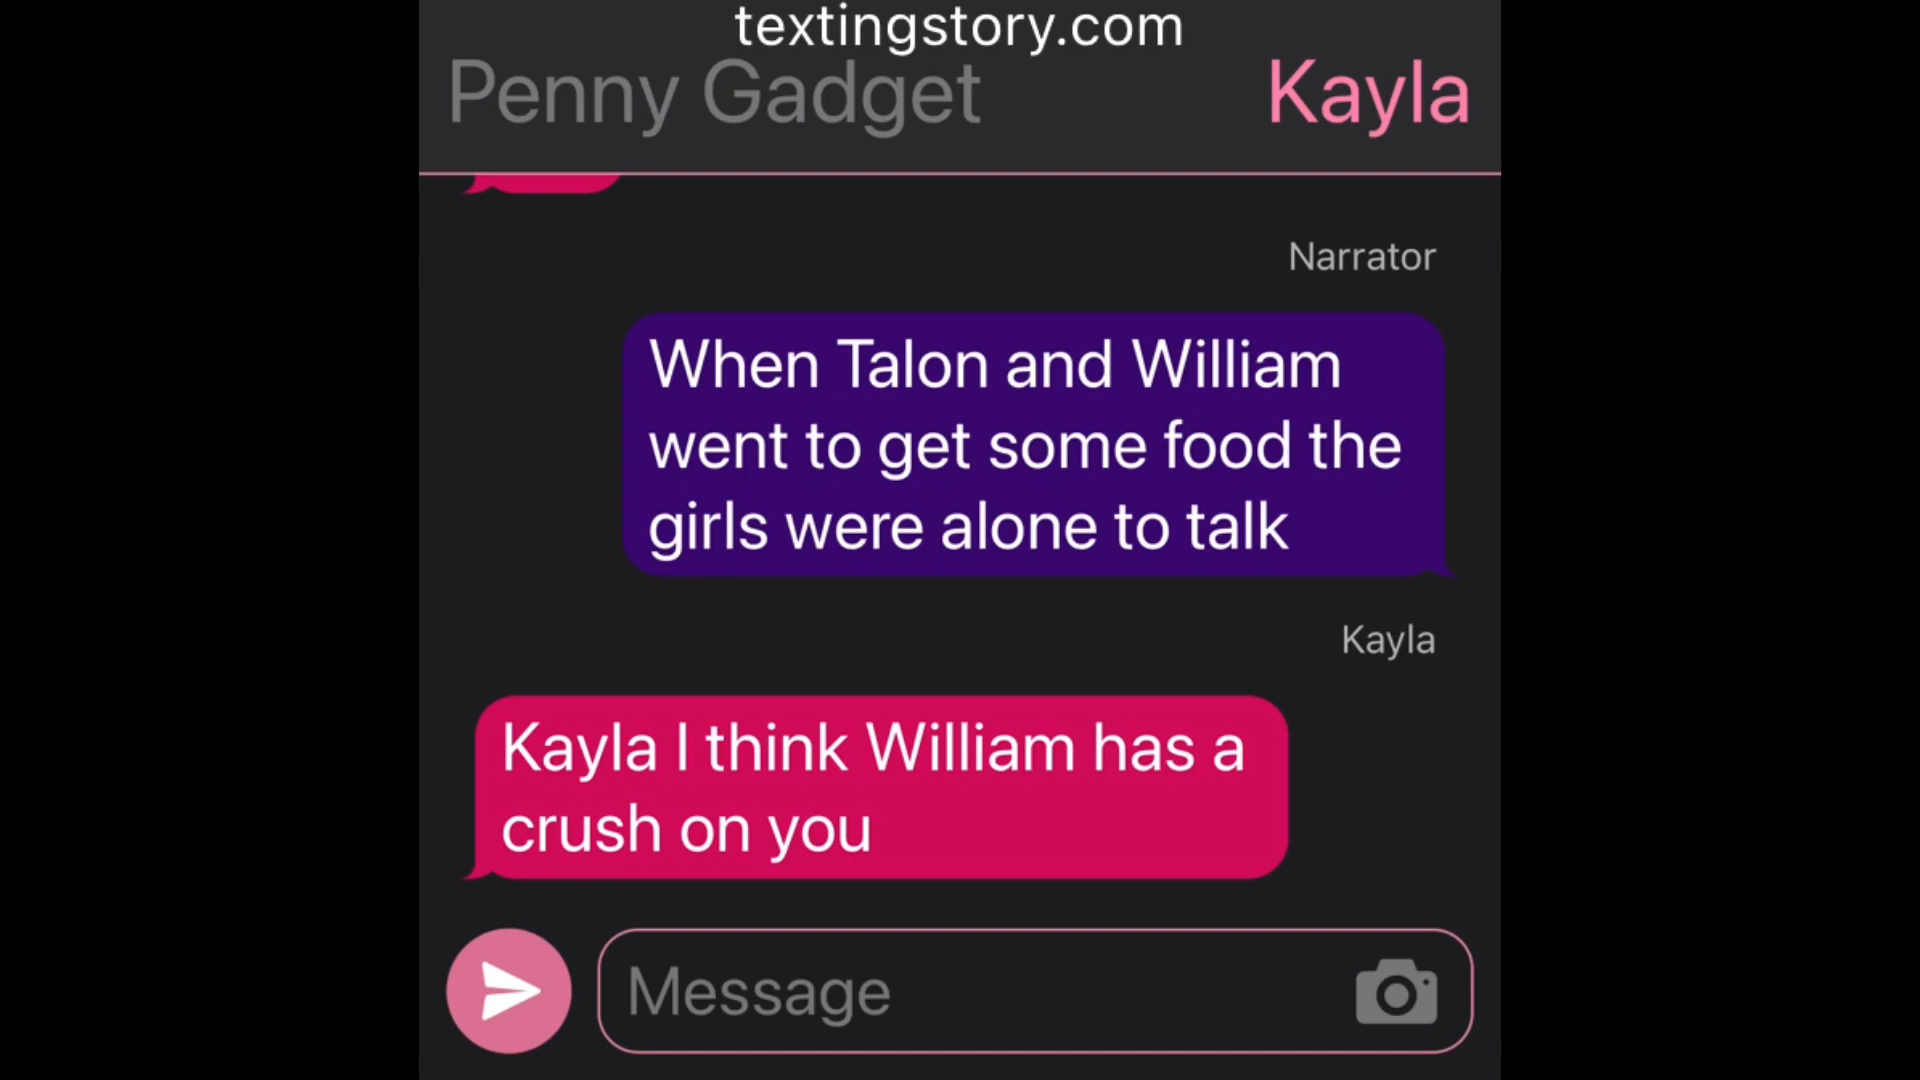 textingstory.com
Penny Gadget
Kayla
Narrator
When Talon and William
went to get some food the
girls were alone to talk
Kayla
Kayla I think William has a
crush on you
Message